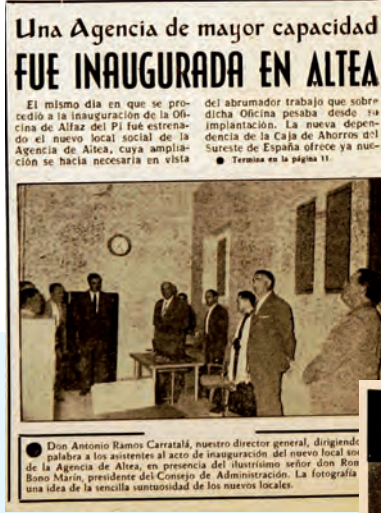 Una Agencia de mayor capacidad
FUE INAUGURADA EN ALTEA
El mismo día en que se pro-
cedió a la inauguración de la Ofi-
cina de Alfaz del Pi fué estrena-
do el nuevo local social de la
Agencia de Altea, cuya amplia-
ción se hacía necesaria en vista
del abrumador trabajo que sobre
dicha Oficina pesaba desde su
implantación. La nueva depen-
dencia de la Caja de Ahorros del
Sureste de España ofrece ya nue-
● Termina en la página 11.
● Don Antonio Ramos Carratalá, nuestro director general, dirigiendo
palabra a los asistentes al acto de inauguración del nuevo local
de la Agencia de Altea, en presencia del ilustrísimo señor don
Bono Marín, presidente del Consejo de Administración. La fotografía
una idea de la sencilla suntuosidad de los nuevos locales.